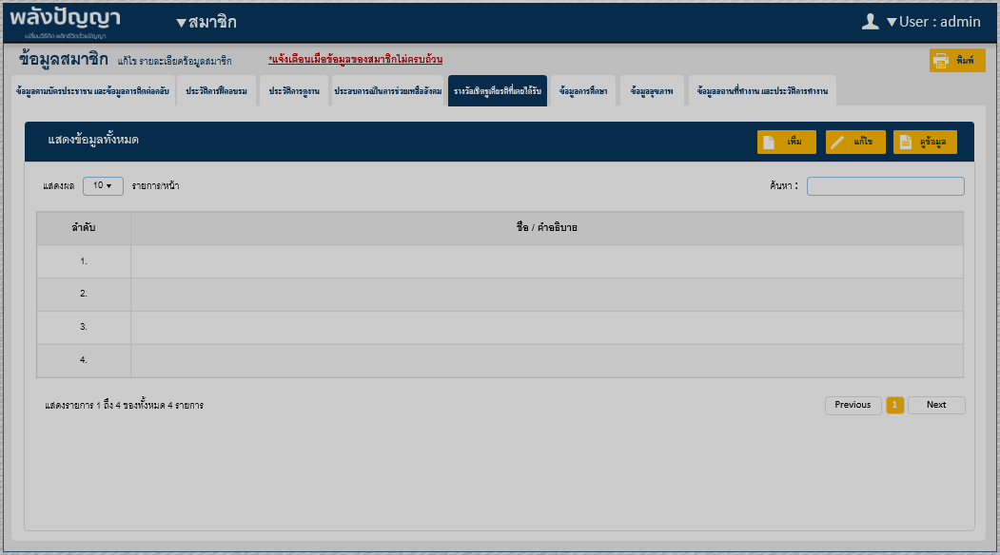 พลังปัญญา
▼สมาชิก
▼User : admin
ข้อมูลสมาชิก
แก้ไข รายละเอียดข้อมูลสมาชิก
*แจ้งเตือนเมื่อข้อมูลของสมาชิกไม่ครบถ้วน
พิมพ์
ข้อมูลตามบัตรประชาชน และข้อมูลการติดต่อกลับ
ประวัติการฝึกอบรม
ประวัติการดูงาน
ประสบการณ์ในการช่วยเหลือสังคม
รางวัลเชิดชูเกียรติที่เคยได้รับ
ข้อมูลการศึกษา
ข้อมูลสุขภาพ
ข้อมูลสถานที่ทำงาน และประวัติการทำงาน
แสดงข้อมูลทั้งหมด
เพิ่ม
แก้ไข
ดูข้อมูล
แสดงผล 10 ▾ รายการ/หน้า
ค้นหา :
ลำดับ ชื่อ / คำอธิบาย
1.
2.
3.
4.
แสดงรายการ 1 ถึง 4 ของทั้งหมด 4 รายการ
Previous 1 Next